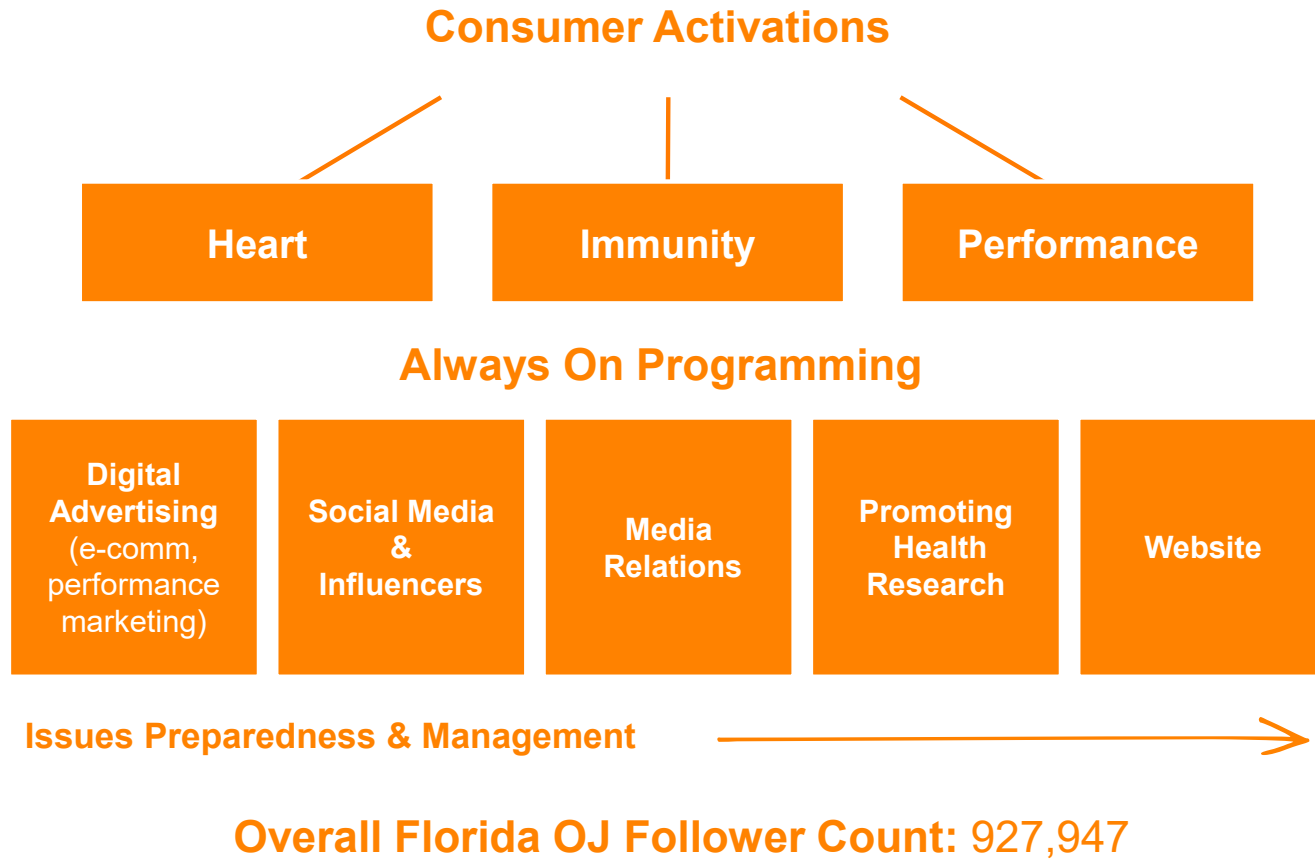 Consumer Activations
Heart
Immunity
Performance
Always On Programming
Digital
Advertising
(e-comm,
performance
marketing)
Social Media
&
Influencers
Media
Relations
Promoting
Health
Research
Website
Issues Preparedness & Management
Overall Florida OJ Follower Count: 927,947